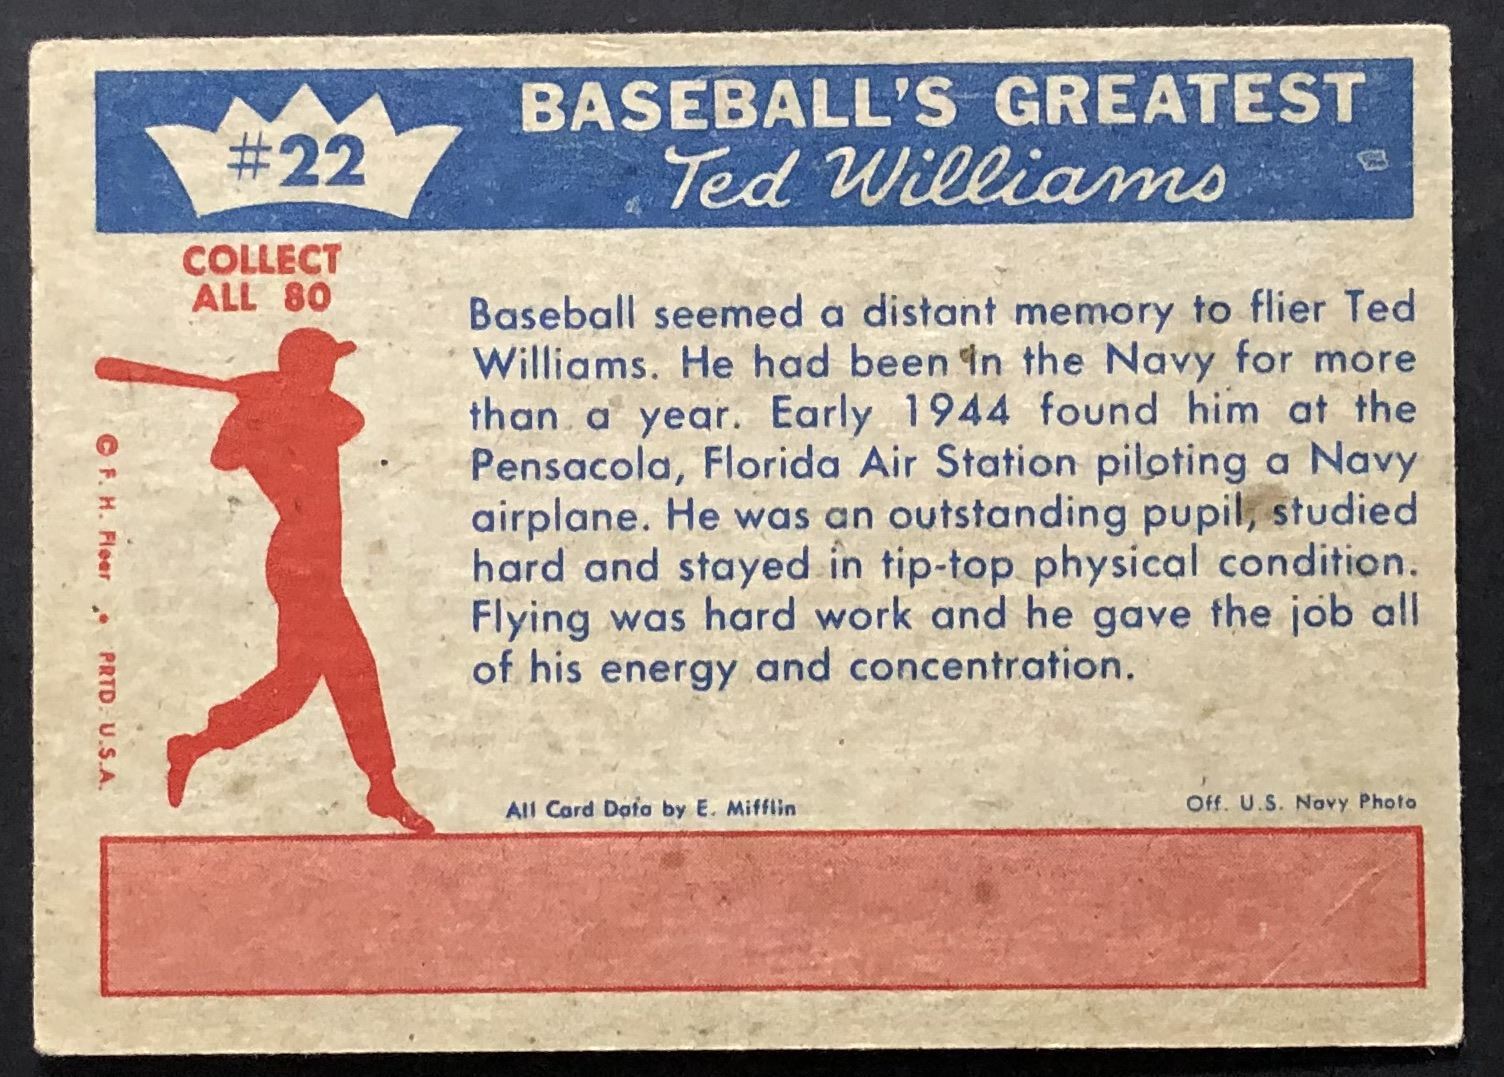 #22
BASEBALL'S GREATEST
Ted Williams
COLLECT
ALL 80
Baseball seemed a distant memory to flier Ted
Williams. He had been in the Navy for more
than a year. Early 1944 found him at the
Pensacola, Florida Air Station piloting a Navy
airplane. He was an outstanding pupil, studied
hard and stayed in tip-top physical condition.
Flying was hard work and he gave the job all
of his energy and concentration.
© F. H. Fleer • PRTD. U.S.A.
All Card Data by E. Mifflin
Off. U.S. Navy Photo